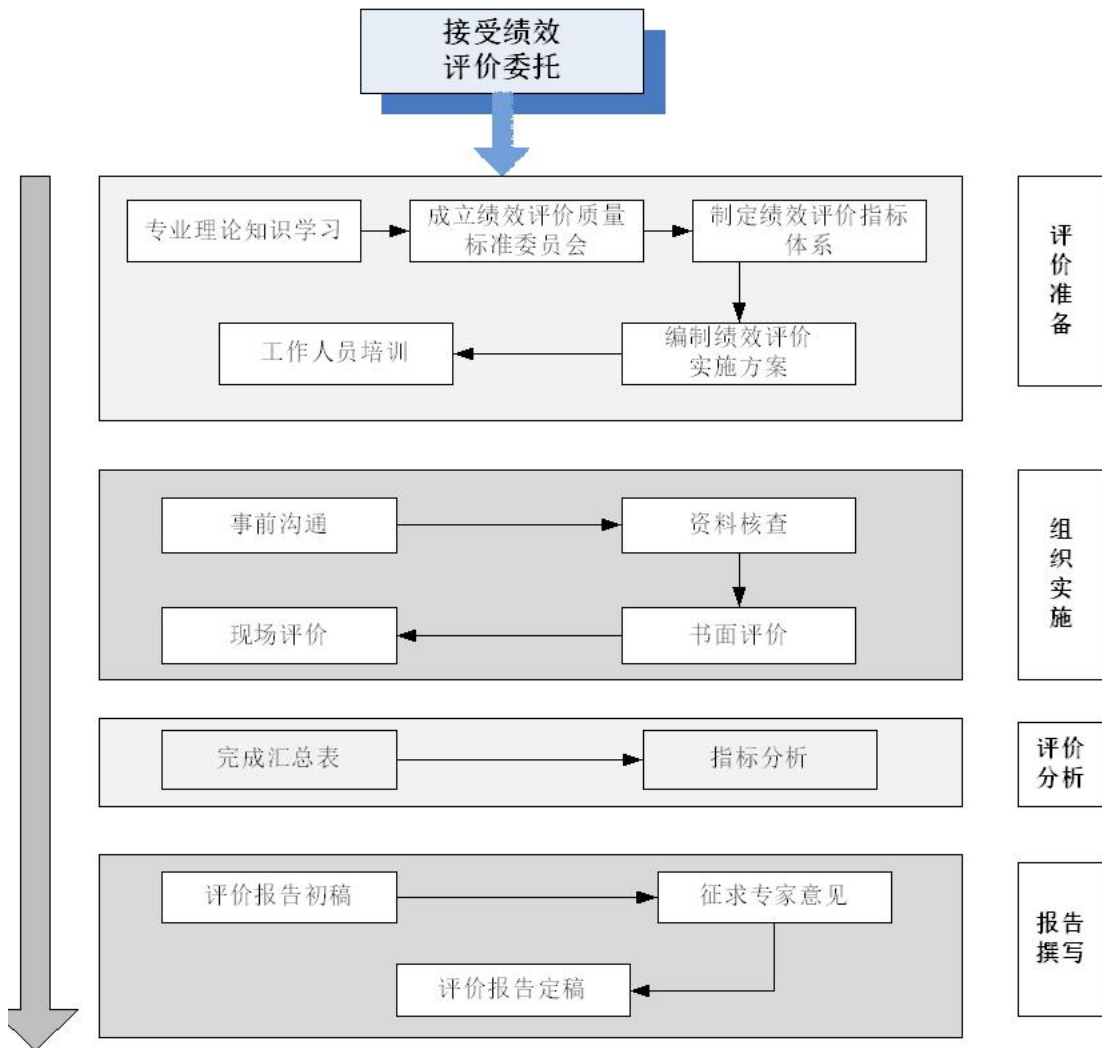 接受绩效
评价委托
专业理论知识学习
成立绩效评价质量
标准委员会
制定绩效评价指标
体系
编制绩效评价
实施方案
工作人员培训
评
价
准
备
事前沟通
资料核查
书面评价
现场评价
组
织
实
施
完成汇总表
指标分析
评价
分析
评价报告初稿
征求专家意见
评价报告定稿
报告
撰写